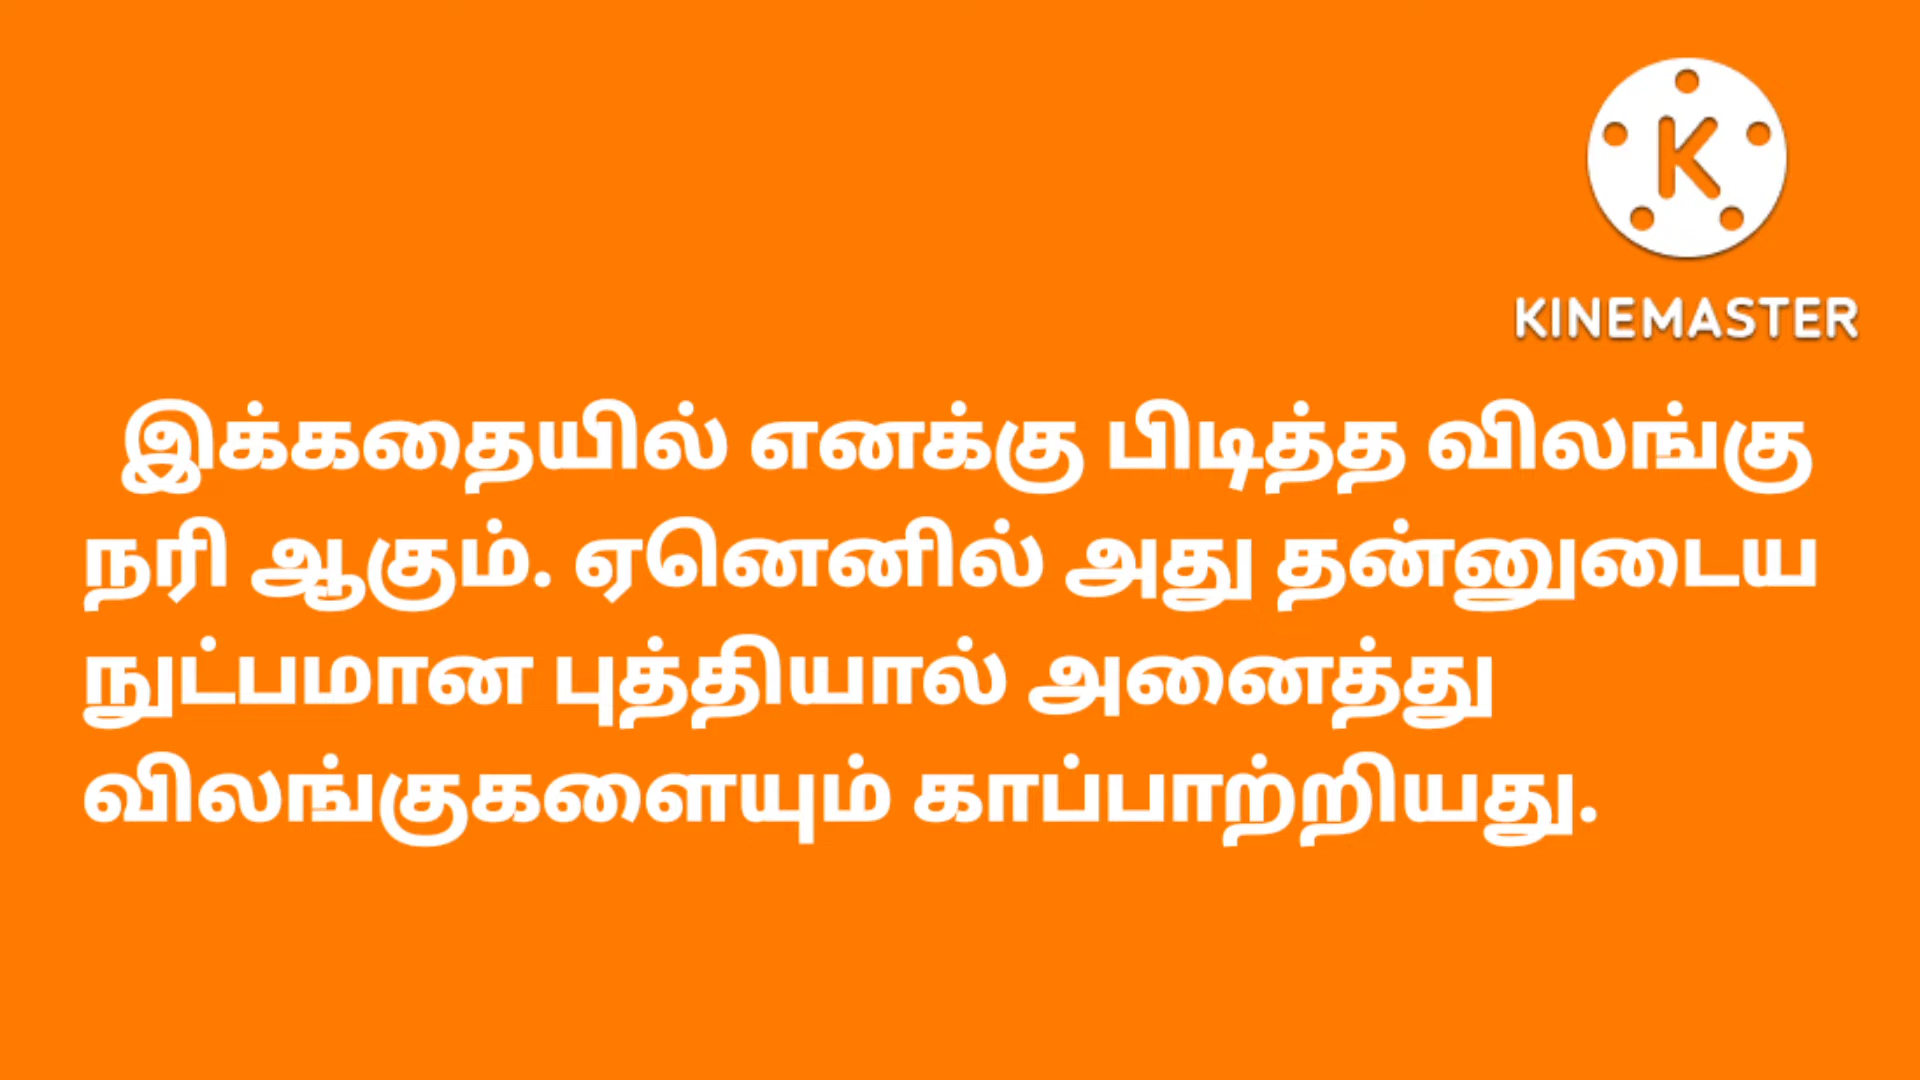 KINEMASTER
இக்கதையில் எனக்கு பிடித்த விலங்கு
நரி ஆகும். ஏனெனில் அது தன்னுடைய
நுட்பமான புத்தியால் அனைத்து
விலங்குகளையும் காப்பாற்றியது.